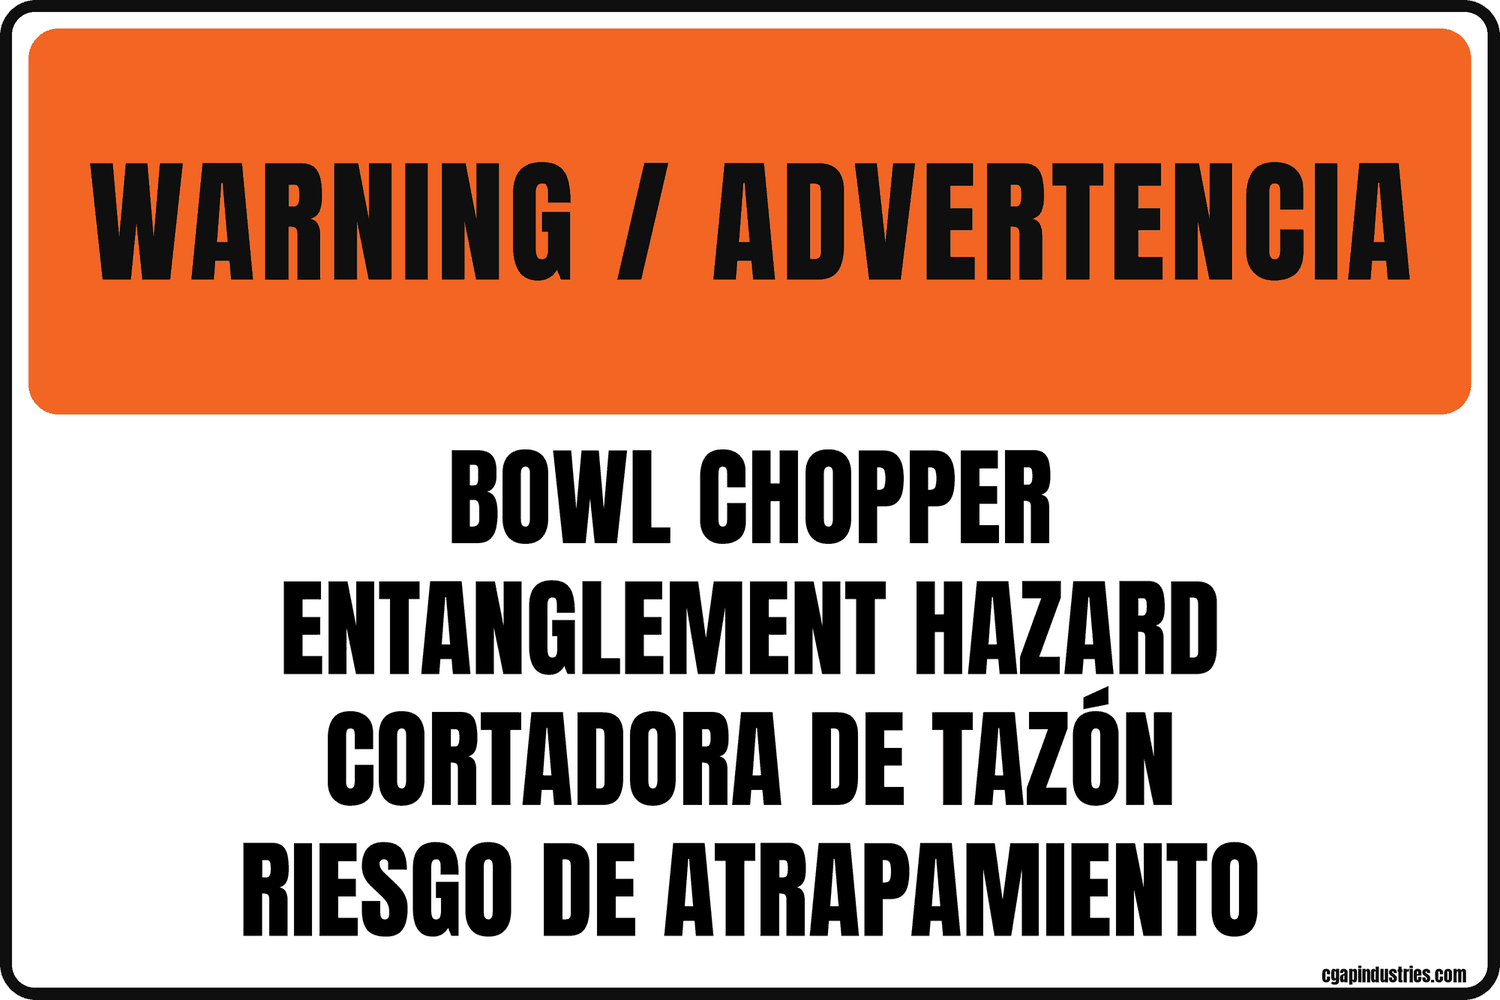 WARNING / ADVERTENCIA
BOWL CHOPPER
ENTANGLEMENT HAZARD
CORTADORA DE TAZÓN
RIESGO DE ATRAPAMIENTO
cgapindustries.com